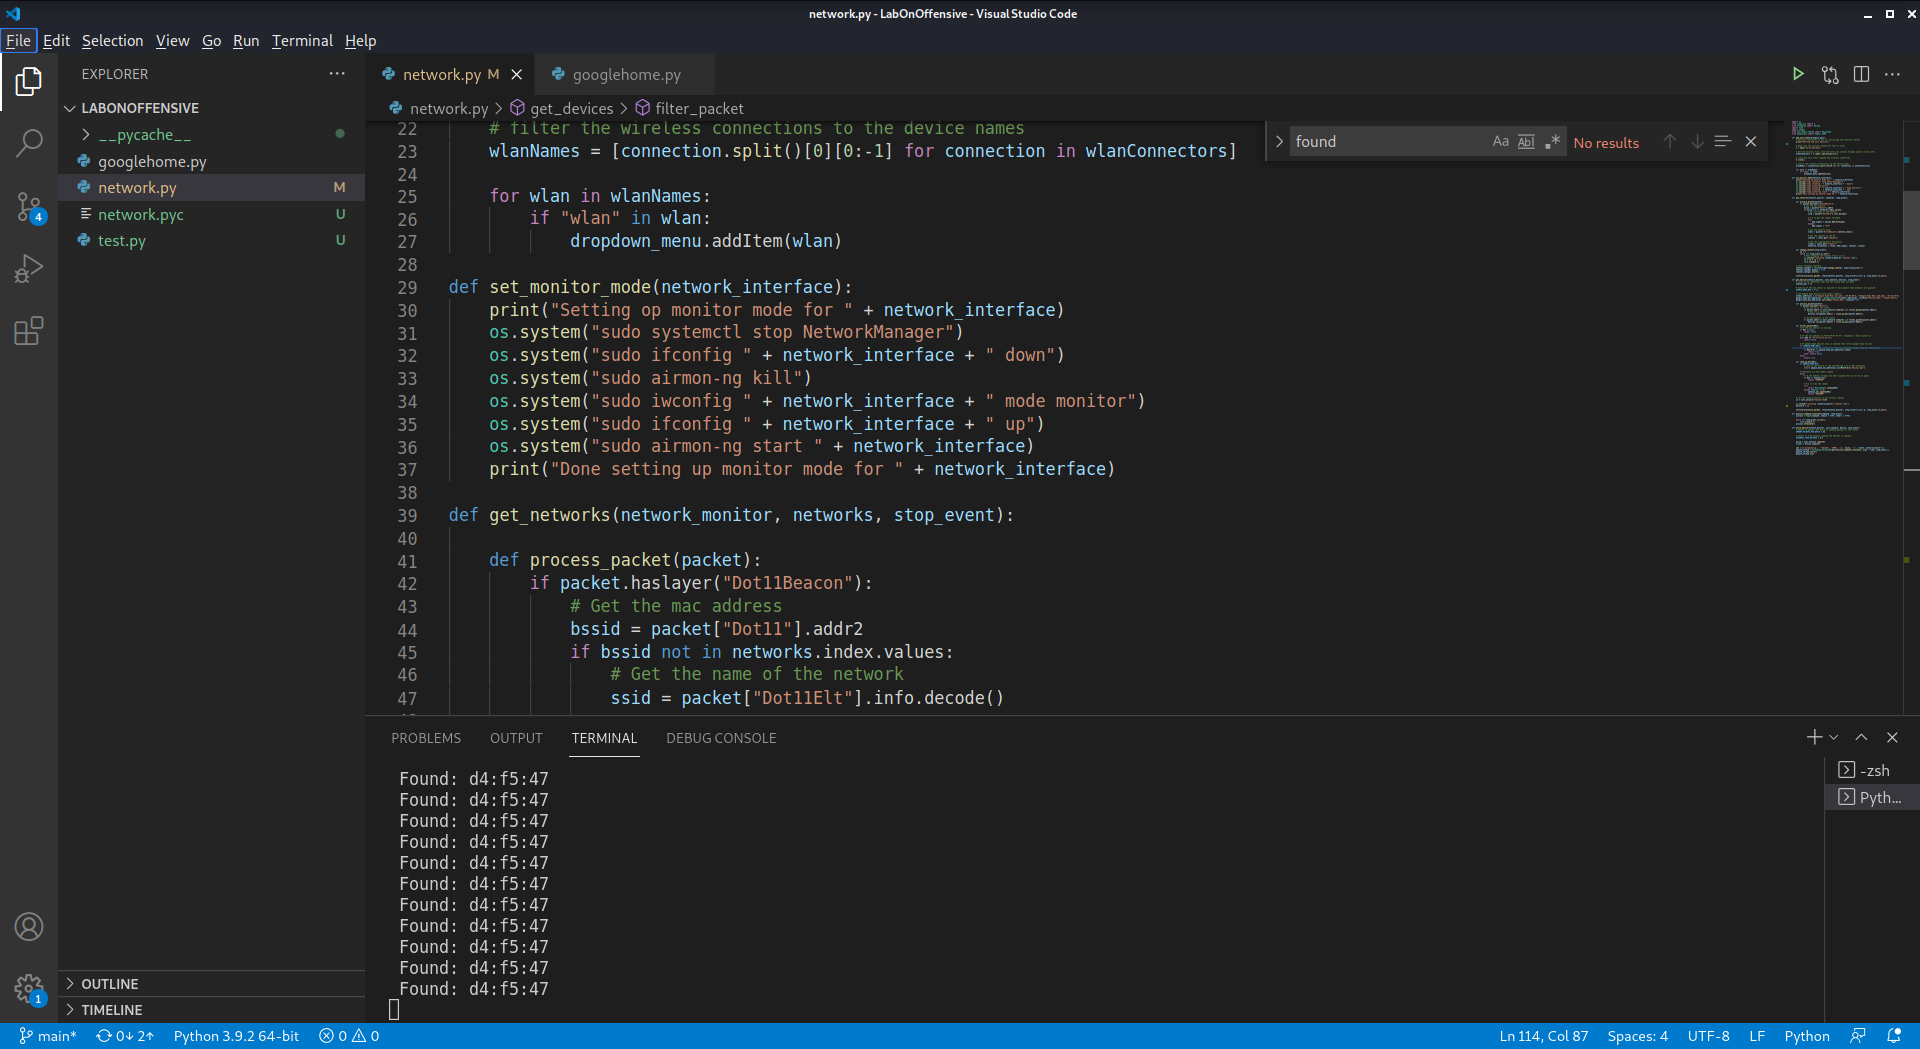 network.py - LabOnOffensive - Visual Studio Code
File Edit Selection View Go Run Terminal Help
EXPLORER
LABONOFFENSIVE
__pycache__
googlehome.py
network.py M
network.pyc U
test.py U
OUTLINE
TIMELINE
4
1
network.py M
googlehome.py
network.py > get_devices > filter_packet
found
Aa Abl .* No results
22 # filter the wireless connections to the device names
23 wlanNames = [connection.split()[0][0:-1] for connection in wlanConnectors]
24
25 for wlan in wlanNames:
26 if "wlan" in wlan:
27 dropdown_menu.addItem(wlan)
28
29 def set_monitor_mode(network_interface):
30 print("Setting op monitor mode for " + network_interface)
31 os.system("sudo systemctl stop NetworkManager")
32 os.system("sudo ifconfig " + network_interface + " down")
33 os.system("sudo airmon-ng kill")
34 os.system("sudo iwconfig " + network_interface + " mode monitor")
35 os.system("sudo ifconfig " + network_interface + " up")
36 os.system("sudo airmon-ng start " + network_interface)
37 print("Done setting up monitor mode for " + network_interface)
38
39 def get_networks(network_monitor, networks, stop_event):
40
41 def process_packet(packet):
42 if packet.haslayer("Dot11Beacon"):
43 # Get the mac address
44 bssid = packet["Dot11"].addr2
45 if bssid not in networks.index.values:
46 # Get the name of the network
47 ssid = packet["Dot11Elt"].info.decode()
PROBLEMS OUTPUT TERMINAL DEBUG CONSOLE
Found: d4:f5:47
Found: d4:f5:47
Found: d4:f5:47
Found: d4:f5:47
Found: d4:f5:47
Found: d4:f5:47
Found: d4:f5:47
Found: d4:f5:47
Found: d4:f5:47
Found: d4:f5:47
Found: d4:f5:47
-zsh
Pyth...
main* 0↓ 2↑ Python 3.9.2 64-bit 0 0
Ln 114, Col 87 Spaces: 4 UTF-8 LF Python